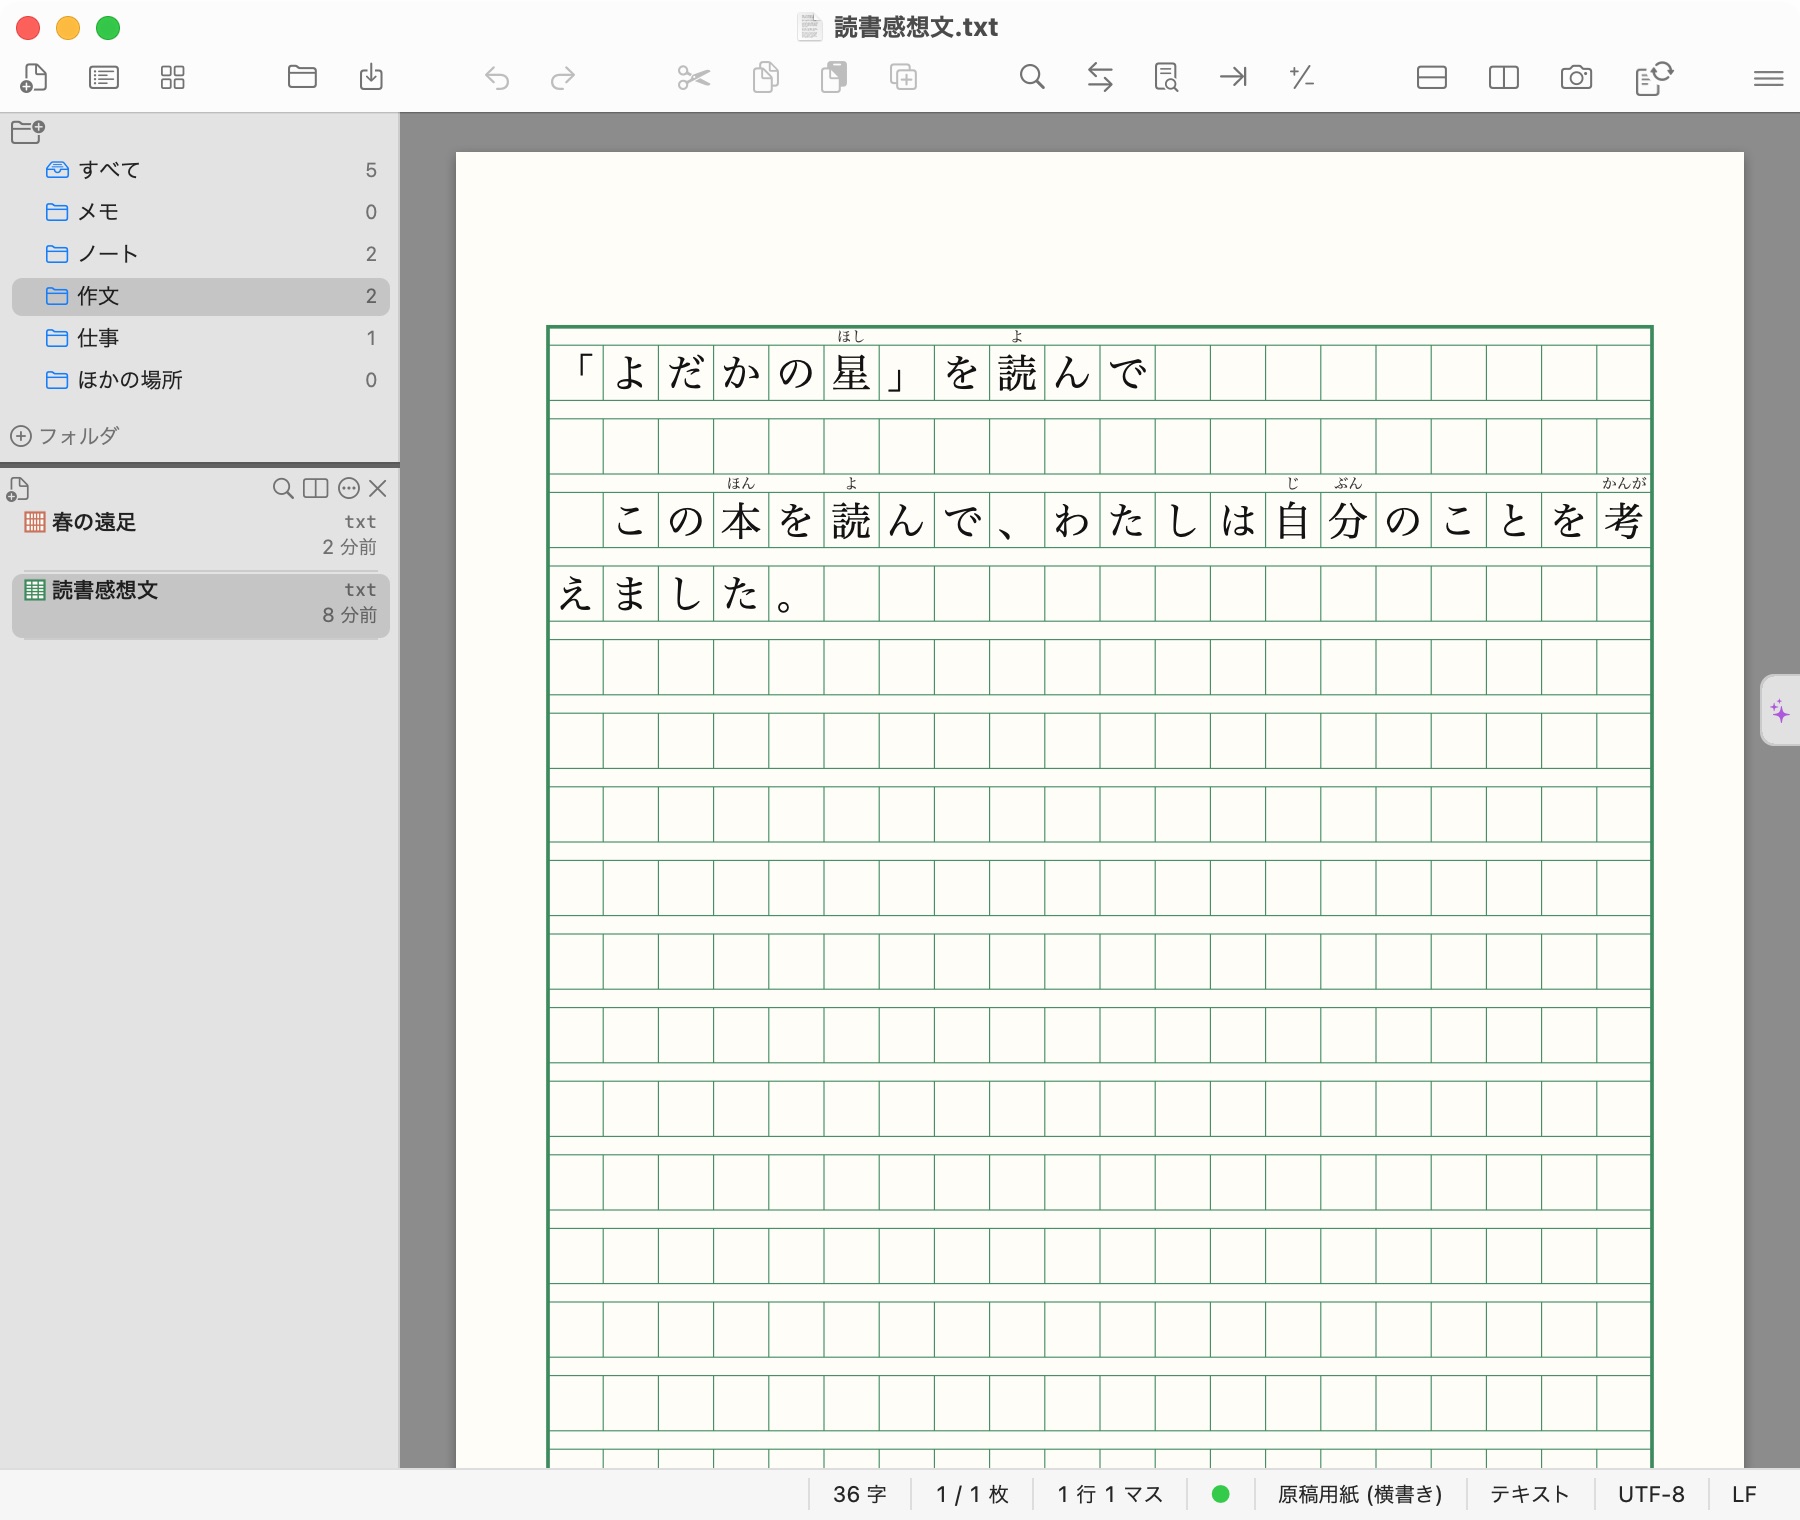 読書感想文.txt
すべて 5
メモ 0
ノート 2
作文 2
仕事 1
ほかの場所 0
フォルダ
春の遠足 txt
2 分前
読書感想文 txt
8 分前
ほし よ
「よだかの星」を読んで
ほん よ じ ぶん かんが
　この本を読んで、わたしは自分のことを考
えました。
36 字 1 / 1 枚 1 行 1 マス 原稿用紙 (横書き) テキスト UTF-8 LF